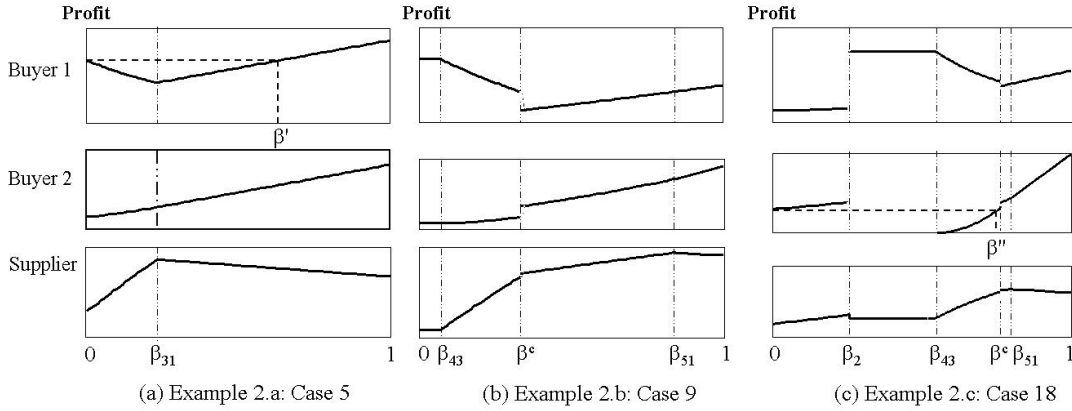 Profit Profit Profit
Buyer 1
β'
Buyer 2
β"
Supplier
0 β31 1 0 β43 βᶜ β51 1 0 β2 β43 βᶜ β51 1
(a) Example 2.a: Case 5 (b) Example 2.b: Case 9 (c) Example 2.c: Case 18